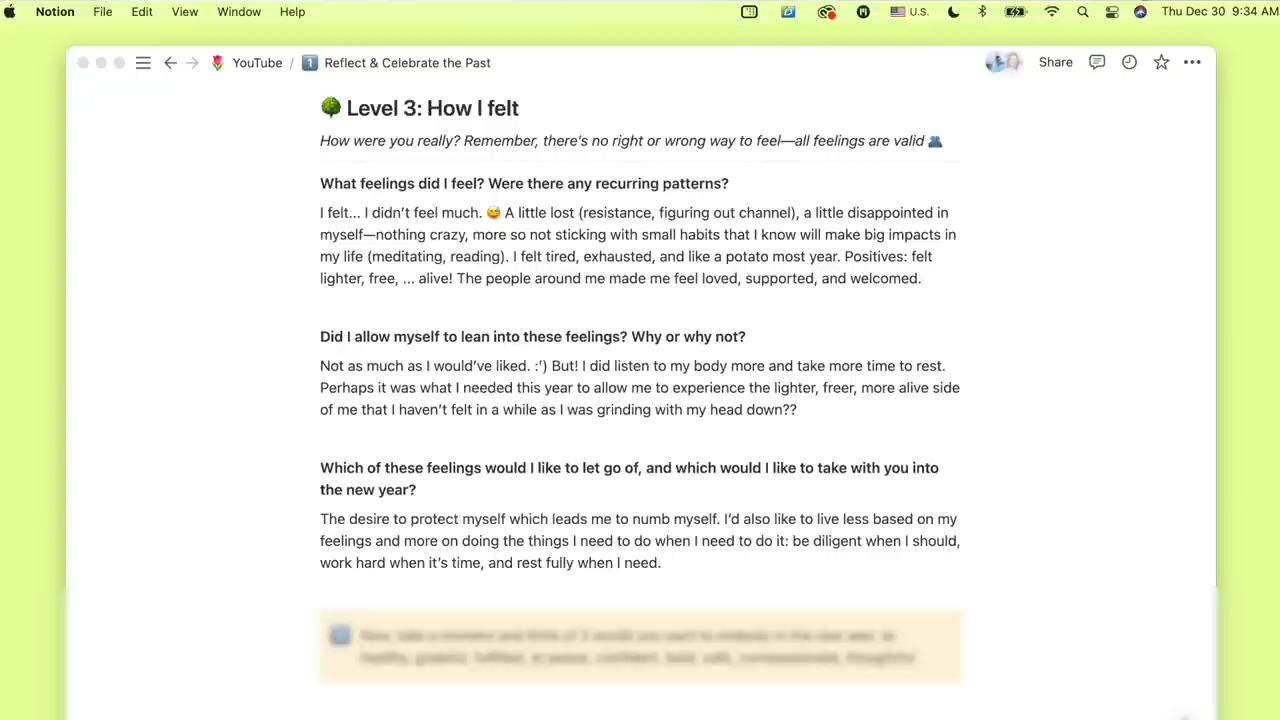 Notion File Edit View Window Help U.S. Thu Dec 30 9:34 AM
YouTube / 1 Reflect & Celebrate the Past Share
Level 3: How I felt
How were you really? Remember, there's no right or wrong way to feel—all feelings are valid
What feelings did I feel? Were there any recurring patterns?
I felt... I didn't feel much. 😅 A little lost (resistance, figuring out channel), a little disappointed in
myself—nothing crazy, more so not sticking with small habits that I know will make big impacts in
my life (meditating, reading). I felt tired, exhausted, and like a potato most year. Positives: felt
lighter, free, ... alive! The people around me made me feel loved, supported, and welcomed.
Did I allow myself to lean into these feelings? Why or why not?
Not as much as I would've liked. :') But! I did listen to my body more and take more time to rest.
Perhaps it was what I needed this year to allow me to experience the lighter, freer, more alive side
of me that I haven't felt in a while as I was grinding with my head down??
Which of these feelings would I like to let go of, and which would I like to take with you into
the new year?
The desire to protect myself which leads me to numb myself. I'd also like to live less based on my
feelings and more on doing the things I need to do when I need to do it: be diligent when I should,
work hard when it's time, and rest fully when I need.